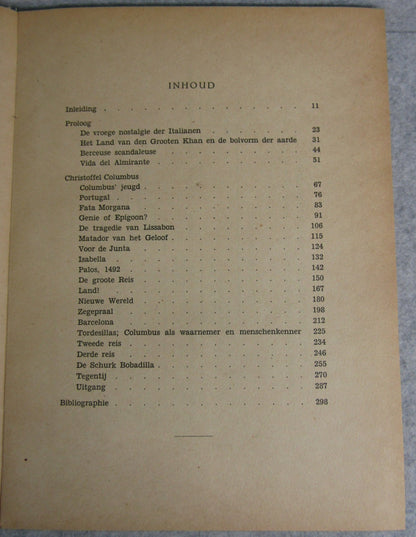 INHOUD
Inleiding . . . . . . . . . . . 11
Proloog
De vroege nostalgie der Italianen . . . . . 23
Het Land van den Grooten Khan en de bolvorm der aarde 31
Berceuse scandaleuse . . . . . . . 44
Vida del Almirante . . . . . . . 51
Christoffel Columbus
Columbus' jeugd . . . . . . . . 67
Portugal . . . . . . . . . . 76
Fata Morgana . . . . . . . . . 83
Genie of Epigoon? . . . . . . . . 91
De tragedie van Lissabon . . . . . . 106
Matador van het Geloof . . . . . . . 115
Voor de Junta . . . . . . . . . 124
Isabella . . . . . . . . . . 132
Palos, 1492 . . . . . . . . . 142
De groote Reis . . . . . . . . . 150
Land! . . . . . . . . . . . 167
Nieuwe Wereld . . . . . . . . . 180
Zegepraal . . . . . . . . . . 198
Barcelona . . . . . . . . . . 212
Tordesillas; Columbus als waarnemer en menschenkenner 225
Tweede reis . . . . . . . . . 234
Derde reis . . . . . . . . . . 246
De Schurk Bobadilla . . . . . . . . 255
Tegentij . . . . . . . . . . 270
Uitgang . . . . . . . . . . 287
Bibliographie . . . . . . . . . . 298